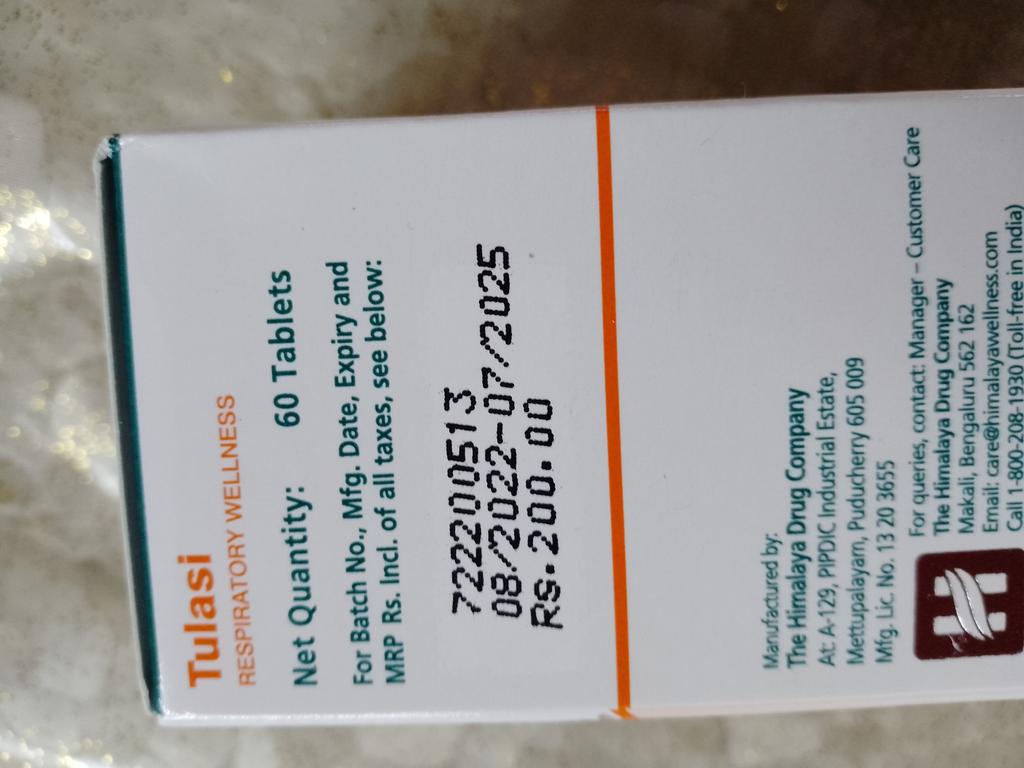 Tulasi
RESPIRATORY WELLNESS
Net Quantity: 60 Tablets
For Batch No., Mfg. Date, Expiry and
MRP Rs. Incl. of all taxes, see below:
722200513
08/2022-07/2025
Rs.200.00
Manufactured by:
The Himalaya Drug Company
At: A-129, PIPDIC Industrial Estate,
Mettupalayam, Puducherry 605 009
Mfg. Lic. No. 13 20 3655
For queries, contact: Manager – Customer Care
The Himalaya Drug Company
Makali, Bengaluru 562 162
Email: care@himalayawellness.com
Call 1-800-208-1930 (Toll-free in India)